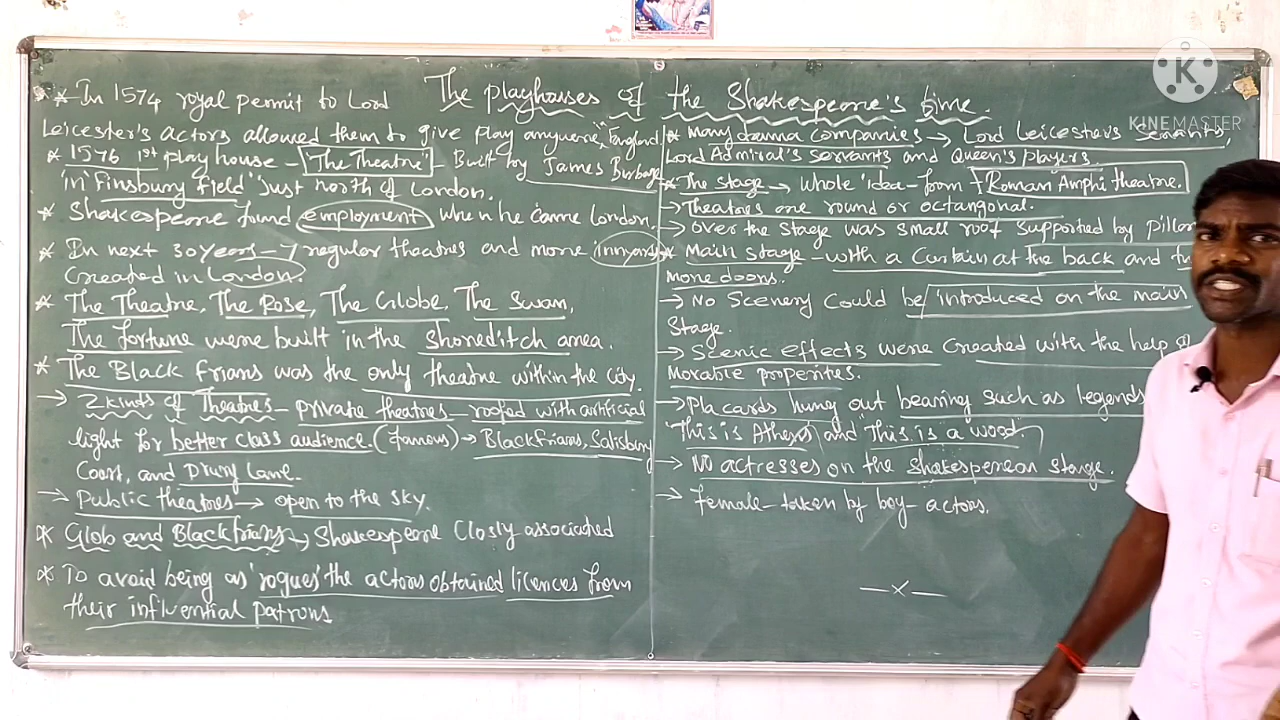 The playhouses of the Shakespeare's time.
* In 1574 royal permit to Lord
Leicester's actors allowed them to give play anywhere in England
* 1576 1st play house - "The Theatre" - Built by James Burbage
in "Finsbury Field" just north of London.
* Shakespeare found employment when he came London.
* In next 30 years - 7 regular theatres and more innyards
Created in London.
* The Theatre, The Rose, The Globe, The Swan,
The fortune were built in the shoreditch area.
* The Black frians was the only theatre within the city.
→ 2 kinds of Theatres - private theatres - roofed with artificial
light for better class audience. (famous) → Blackfrians, Salisbury
Court, and Drury Lane.
→ Public theatres → open to the sky.
* Glob and Blackfrians → Shakespeare Closly associated
* To avoid being as 'rogues' the actors obtained licences from
their influential patrons
* Many drama companies → Lord Leicester's Servants,
Lord Admiral's servants and Queen's players.
* The stage → whole idea - from Roman Amphi theatre.
→ Theatres are round or octangonal.
→ over the stage was small roof supported by pillar
* Main stage - with a Curtain at the back and
more doors.
→ No Scenery could be introduced on the main
Stage.
→ Scenic effects were created with the help of
Movable properites.
→ Placards hung out bearing such as legends
"This is Athens" and "This is a wood".
→ No actresses on the shakesperean stage.
→ female - taken by boy - actors.
—x—
K
KINEMASTER